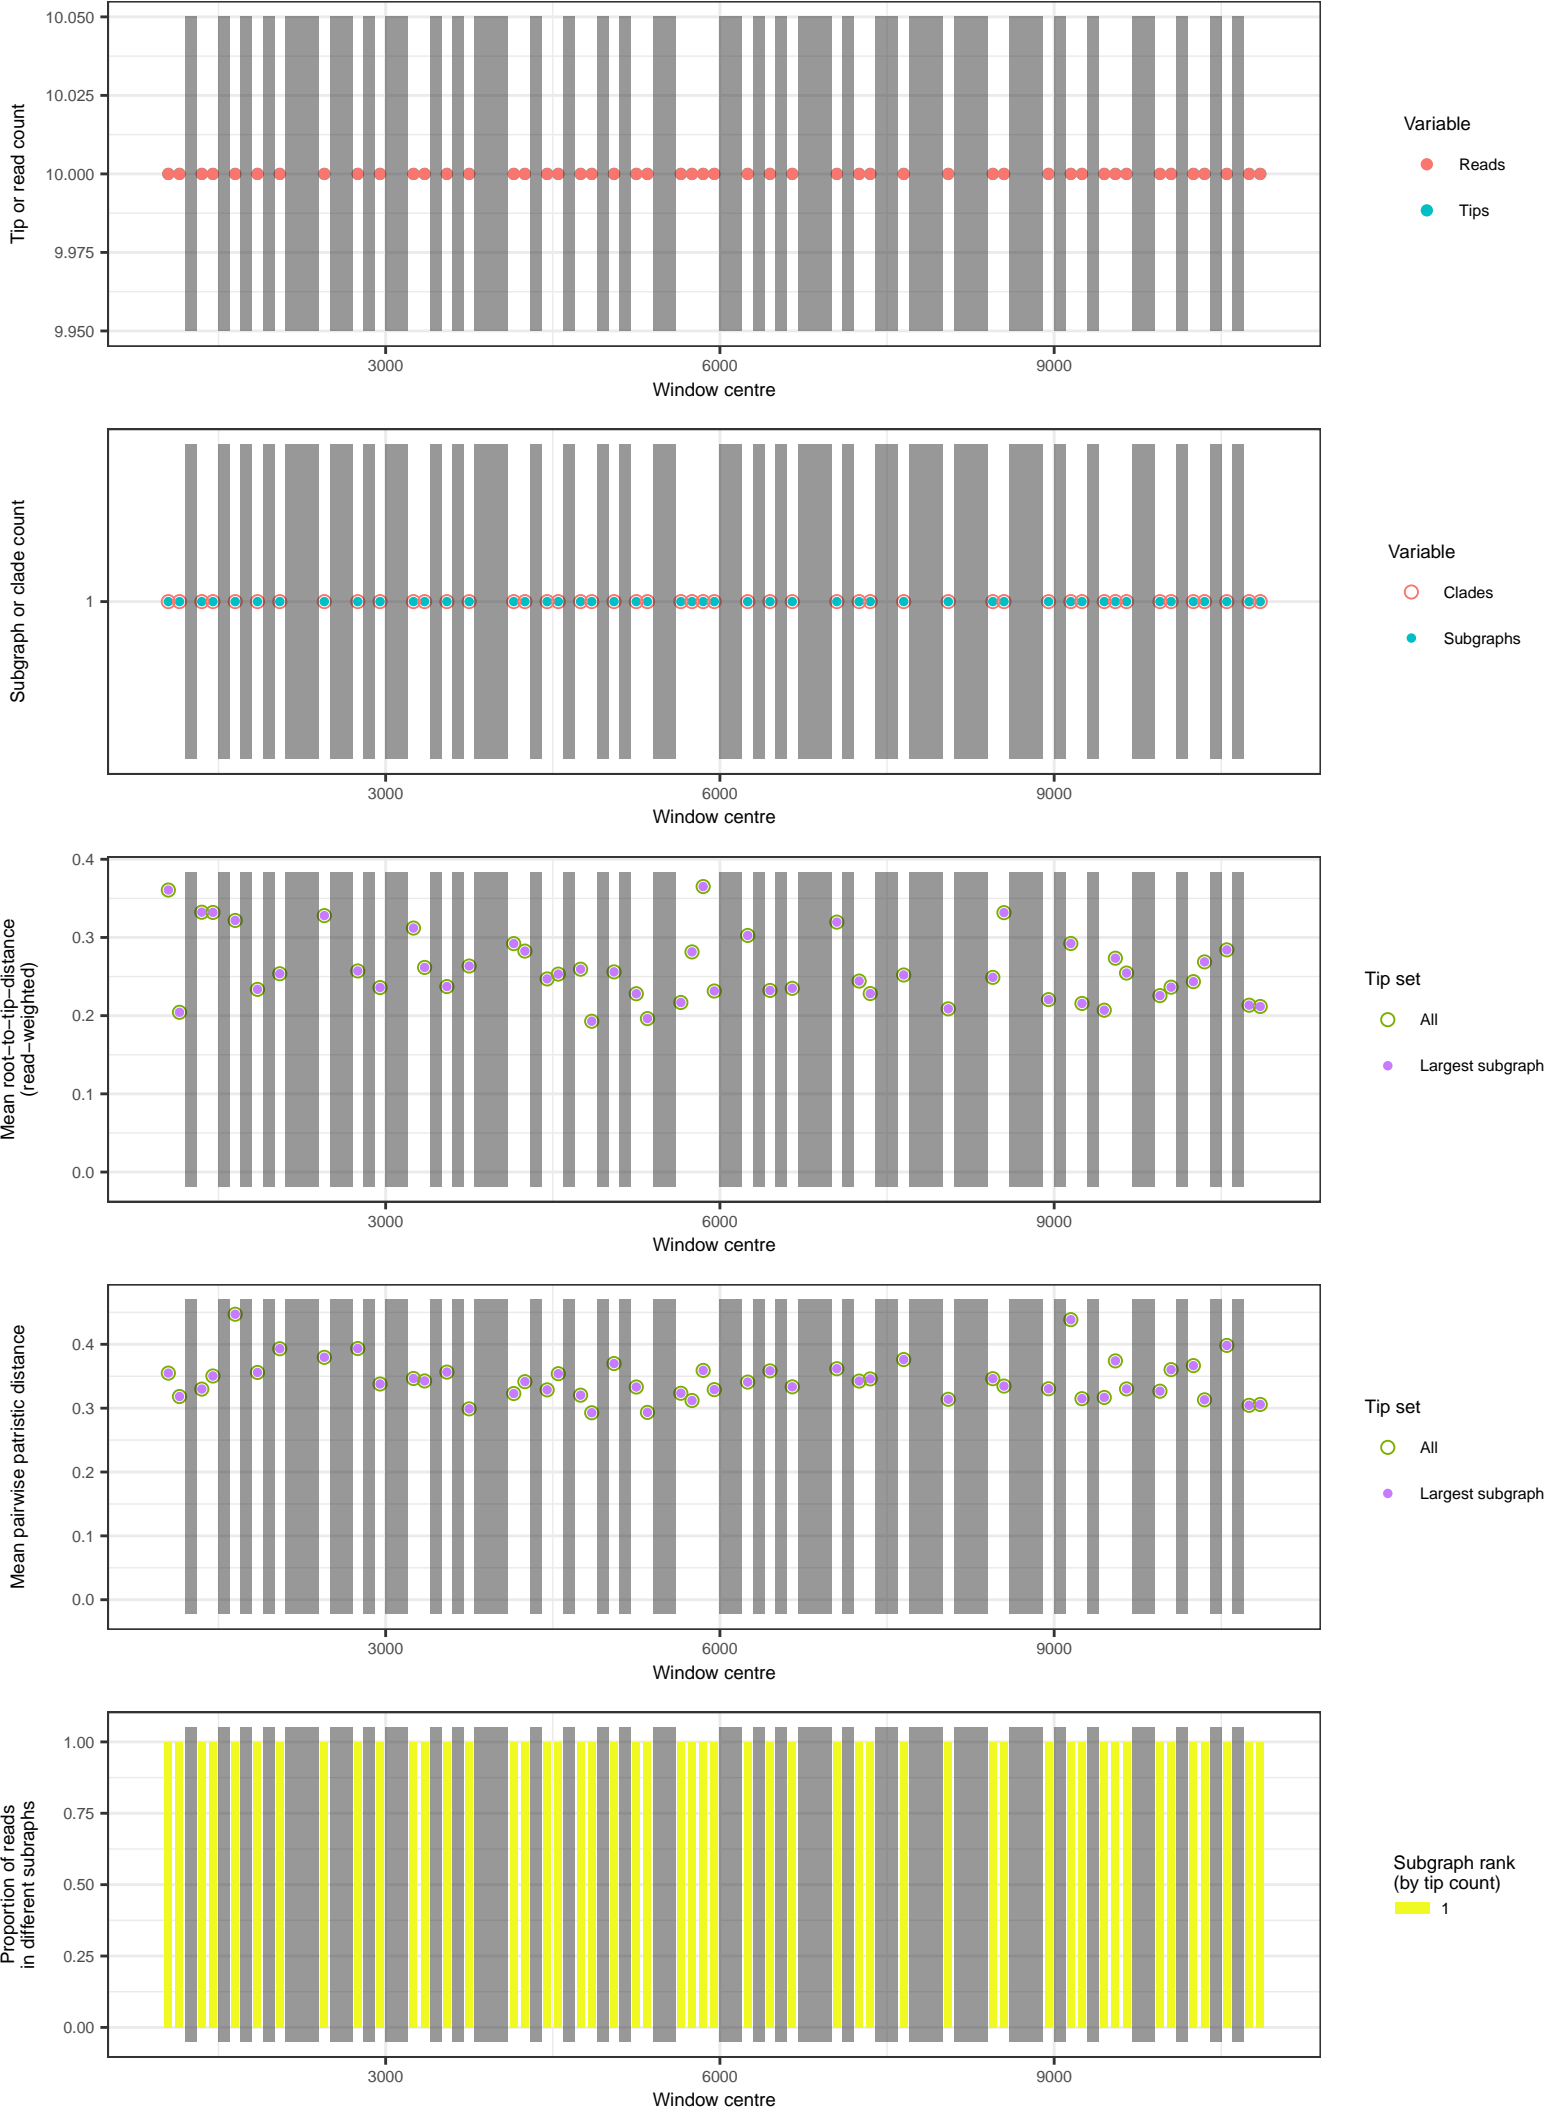 10.050
10.025
10.000
9.975
9.950
Tip or read count
3000
6000
9000
Window centre
Variable
Reads
Tips
1
Subgraph or clade count
3000
6000
9000
Window centre
Variable
Clades
Subgraphs
0.4
0.3
0.2
0.1
0.0
Mean root−to−tip−distance
(read−weighted)
3000
6000
9000
Window centre
Tip set
All
Largest subgraph
0.4
0.3
0.2
0.1
0.0
Mean pairwise patristic distance
3000
6000
9000
Window centre
Tip set
All
Largest subgraph
1.00
0.75
0.50
0.25
0.00
Proportion of reads
in different subraphs
3000
6000
9000
Window centre
Subgraph rank
(by tip count)
1